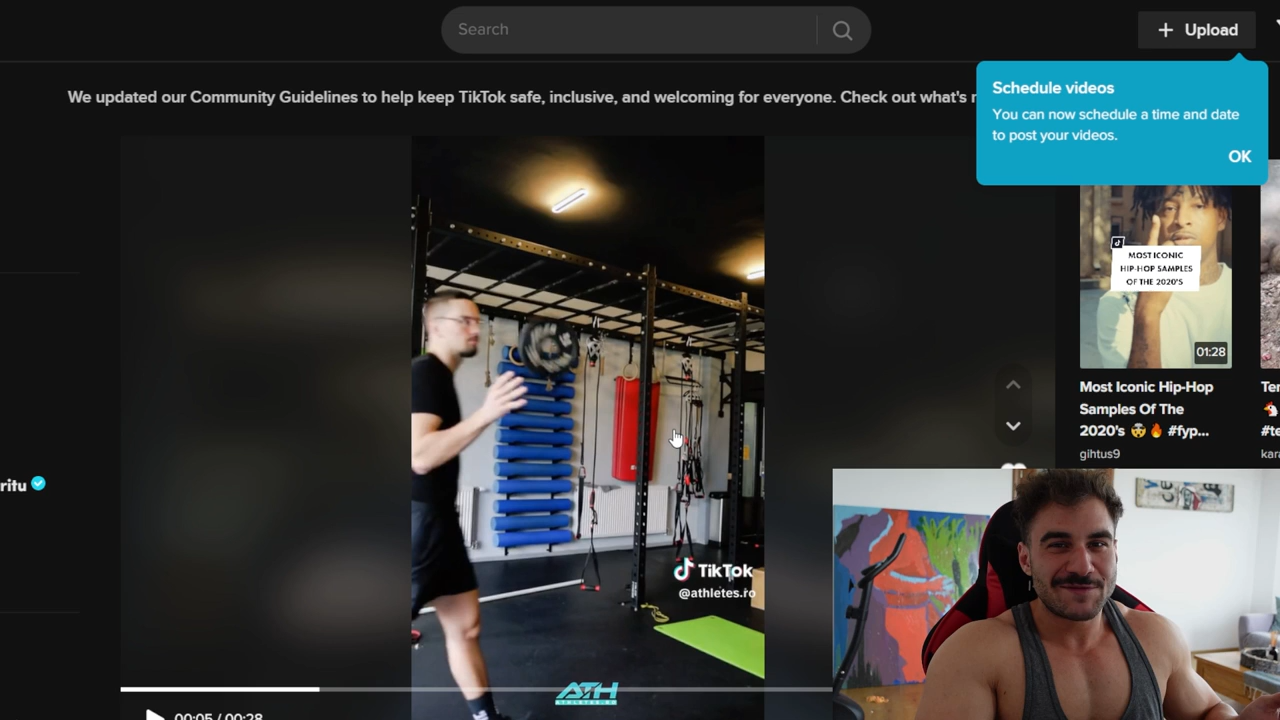 Search
Upload
We updated our Community Guidelines to help keep TikTok safe, inclusive, and welcoming for everyone. Check out what's
Schedule videos
You can now schedule a time and date
to post your videos.
OK
MOST ICONIC
HIP-HOP SAMPLES
OF THE 2020'S
01:28
Most Iconic Hip-Hop
Samples Of The
2020's 🤯🔥 #fyp...
gihtus9
ritu
TikTok
@athletes.ro
ATH
ATHLETES.RO
00:05 / 00:28